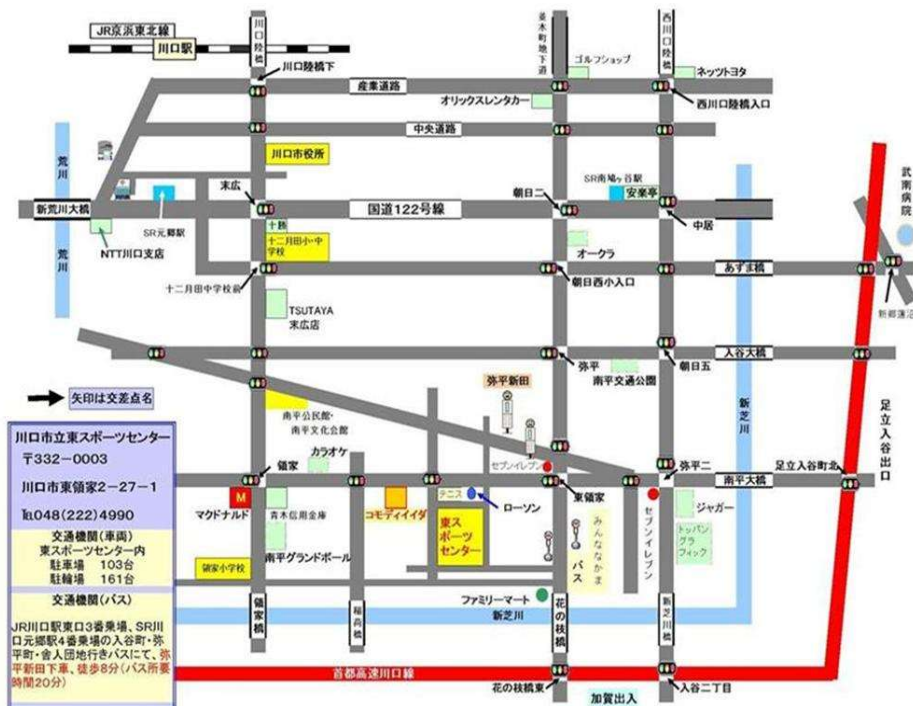 JR京浜東北線
川口駅
川口陸橋
川口陸橋下
並木町地下道
ゴルフショップ
西川口陸橋
ネッツトヨタ
産業道路
オリックスレンタカー
西川口陸橋入口
中央道路
川口市役所
荒川
新荒川大橋
SR元郷駅
末広
国道122号線
朝日二
SR南鳩ヶ谷駅
安楽亭
中居
武南病院
荒川
NTT川口支店
十勝
十二月田小・中学校
オークラ
十二月田中学校前
朝日西小入口
あずま橋
新郷蓮沼
TSUTAYA
末広店
弥平
南平交通公園
朝日五
入谷大橋
矢印は交差点名
弥平新田
新芝川
足立入谷出口
南平公民館・
南平文化会館
川口市立東スポーツセンター
〒332-0003
川口市東領家2-27-1
℡048(222)4990
交通機関(車両)
東スポーツセンター内
駐車場 103台
駐輪場 161台
交通機関(バス)
JR川口駅東口3番乗場、SR川
口元郷駅4番乗場の入谷町・弥
平町・舎人団地行きバスにて、弥
平新田下車、徒歩8分(バス所要
時間20分)
領家
カラオケ
セブンイレブン
東領家
弥平二
南平大橋
足立入谷町北
M
マクドナルド
青木信用金庫
コモディイイダ
テニス
ローソン
東スポーツセンター
みんななかま
バス
セブンイレブン
ジャガー
トッパングラフィック
南平グランドボール
領家小学校
ファミリーマート
新芝川
領家橋
稲荷橋
花の枝橋
新芝川橋
首都高速川口線
花の枝橋東
加賀出入
入谷二丁目